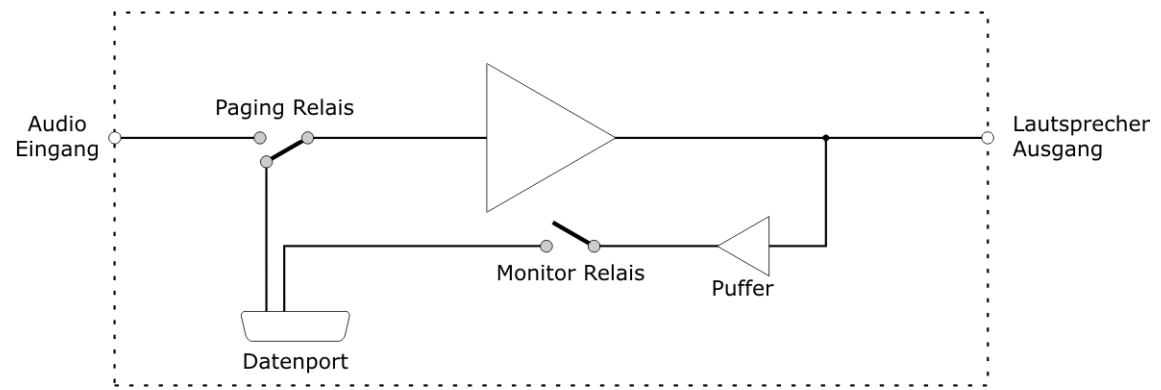 Paging Relais
Audio
Eingang
Lautsprecher
Ausgang
Monitor Relais
Puffer
Datenport